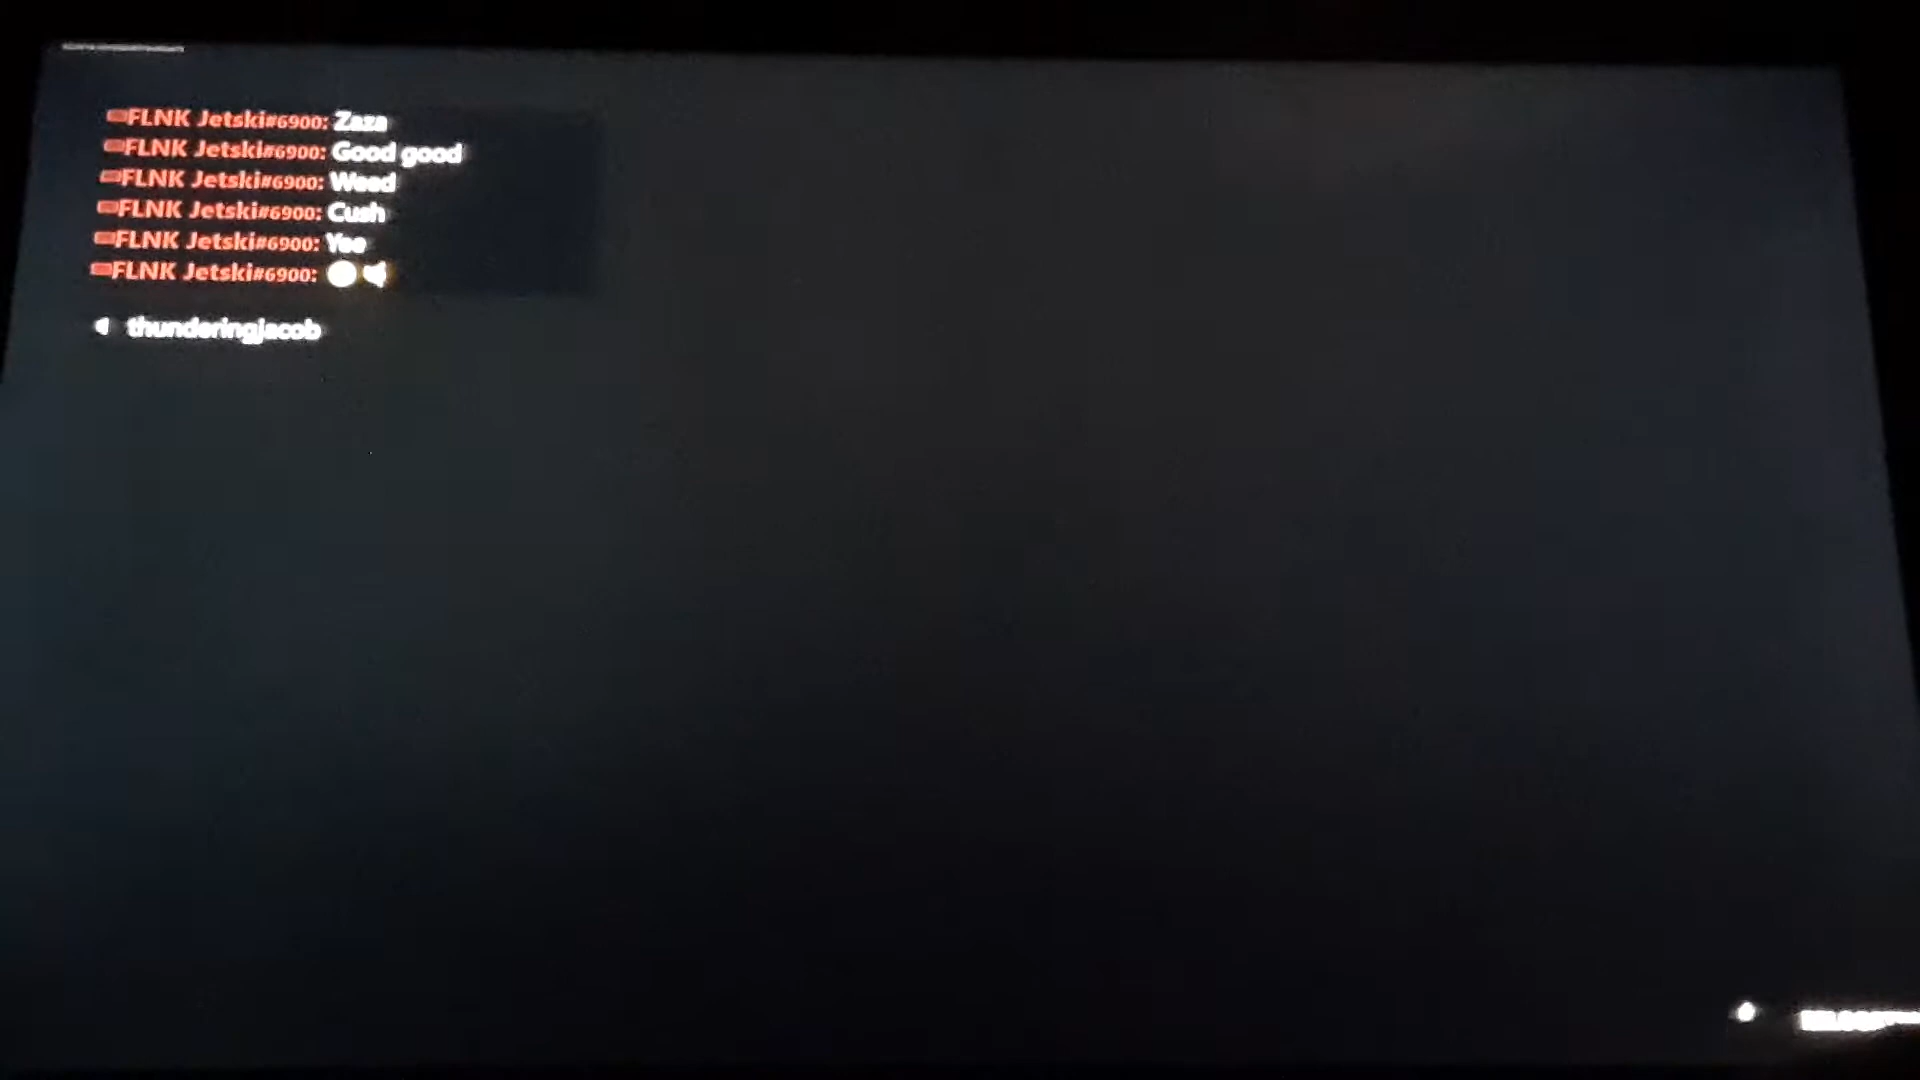 FLNK Jetski#6900: Zaza
FLNK Jetski#6900: Good good
FLNK Jetski#6900: Weed
FLNK Jetski#6900: Cush
FLNK Jetski#6900: Yee
FLNK Jetski#6900:
thunderingjacob